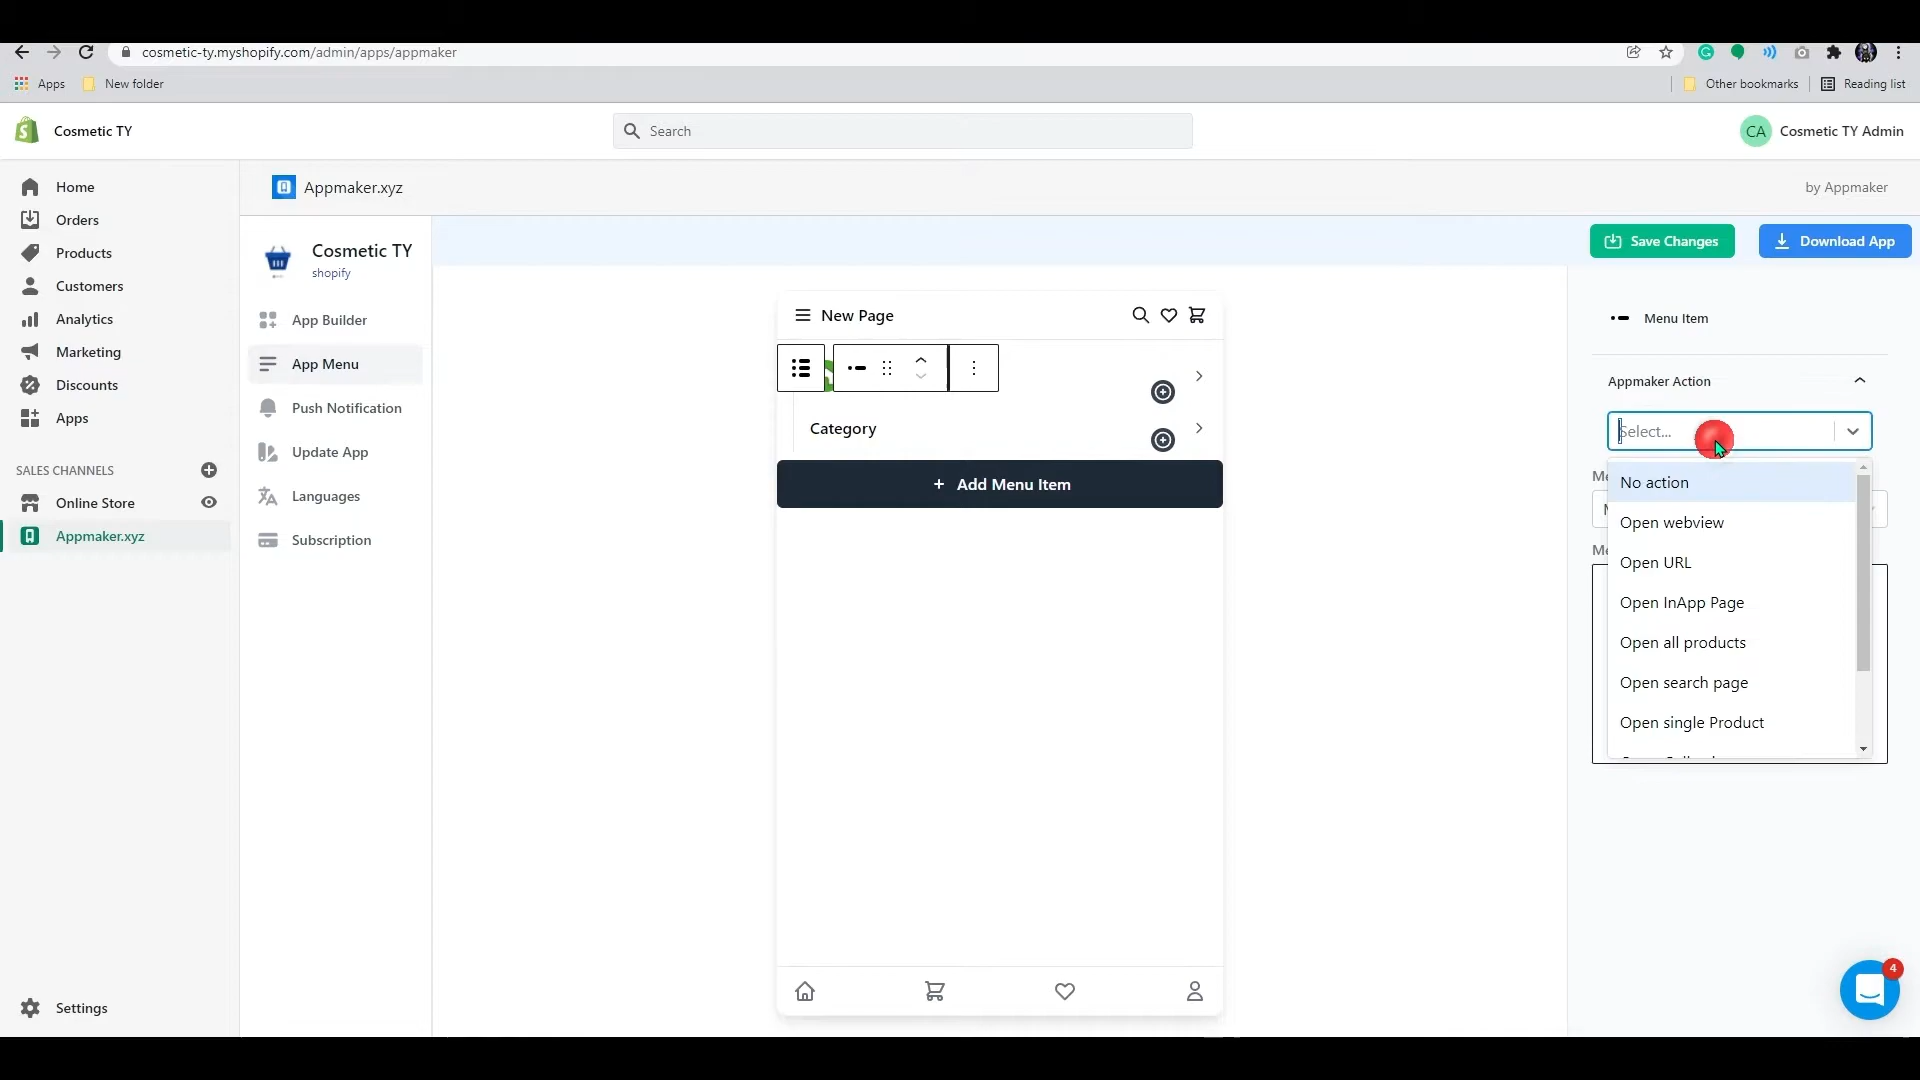 cosmetic-ty.myshopify.com/admin/apps/appmaker
Apps
New folder
Other bookmarks
Reading list
Cosmetic TY
Search
CA
Cosmetic TY Admin
Home
Orders
Products
Customers
Analytics
Marketing
Discounts
Apps
SALES CHANNELS
Online Store
Appmaker.xyz
Settings
Appmaker.xyz
by Appmaker
Cosmetic TY
shopify
App Builder
App Menu
Push Notification
Update App
Languages
Subscription
Save Changes
Download App
New Page
Category
+ Add Menu Item
Menu Item
Appmaker Action
Select...
No action
Open webview
Open URL
Open InApp Page
Open all products
Open search page
Open single Product
4